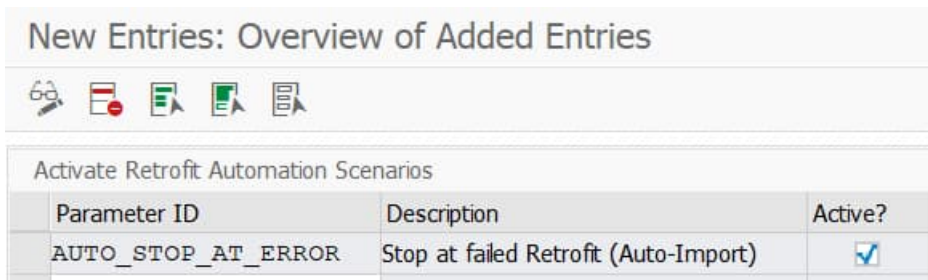 New Entries: Overview of Added Entries
Activate Retrofit Automation Scenarios
Parameter ID Description Active?
AUTO_STOP_AT_ERROR Stop at failed Retrofit (Auto-Import)